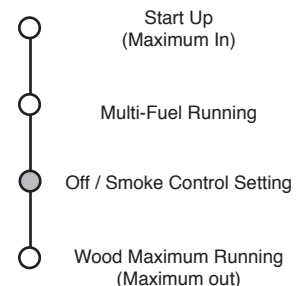 Start Up
(Maximum In)
Multi-Fuel Running
Off / Smoke Control Setting
Wood Maximum Running
(Maximum out)